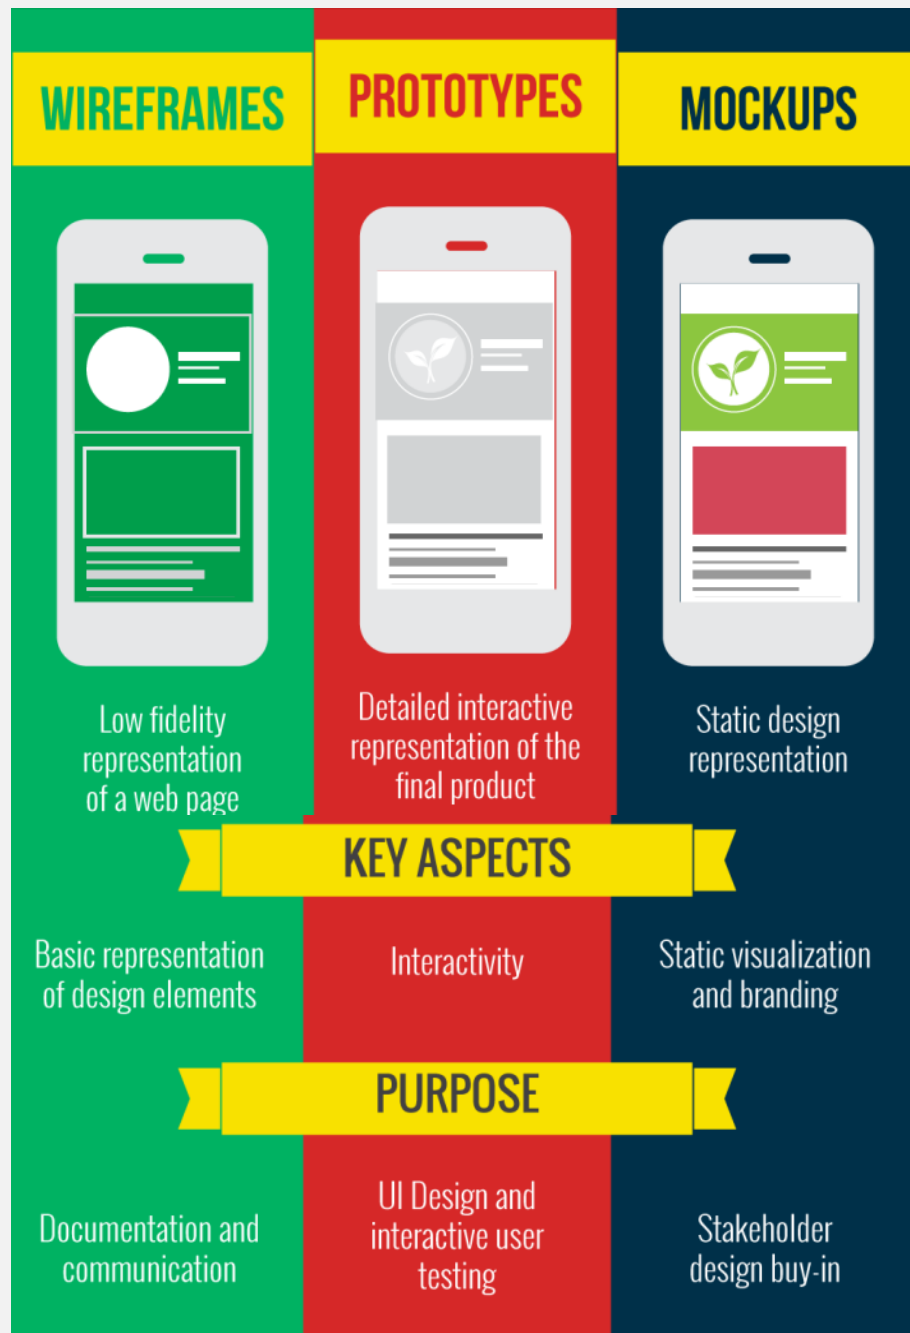 WIREFRAMES
PROTOTYPES
MOCKUPS
Low fidelity
representation
of a web page
Detailed interactive
representation of the
final product
Static design
representation
KEY ASPECTS
Basic representation
of design elements
Interactivity
Static visualization
and branding
PURPOSE
Documentation and
communication
UI Design and
interactive user
testing
Stakeholder
design buy-in